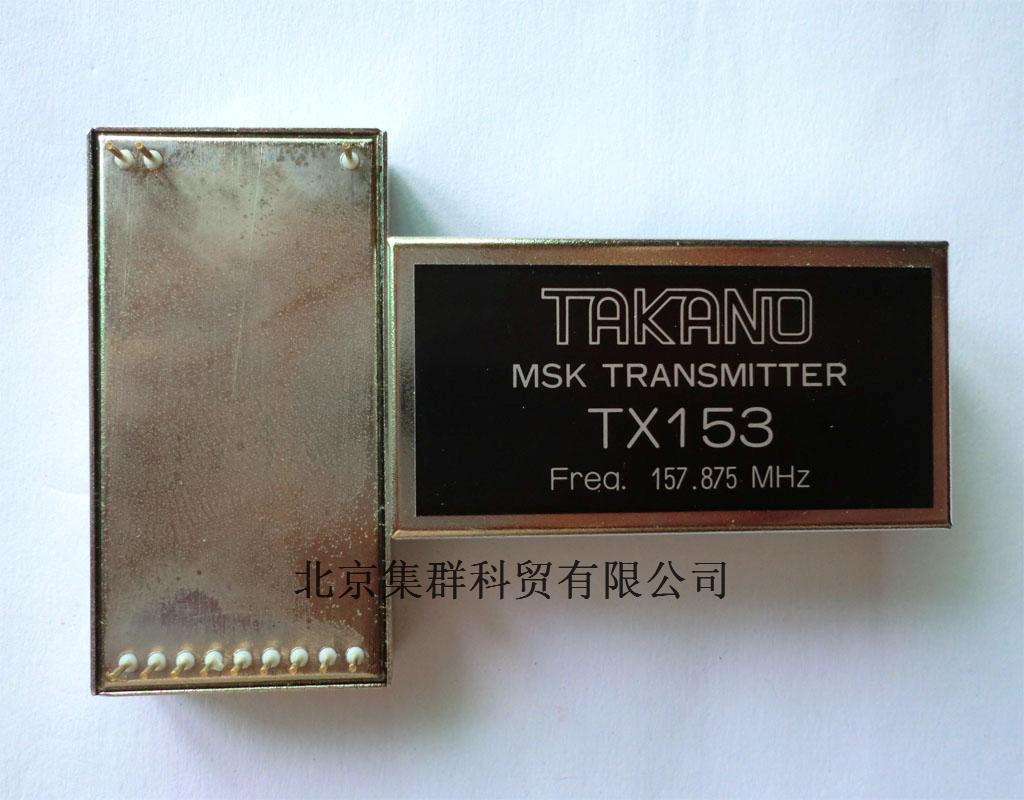 TAKANO
MSK TRANSMITTER
TX153
Freq. 157.875 MHz
北京集群科贸有限公司